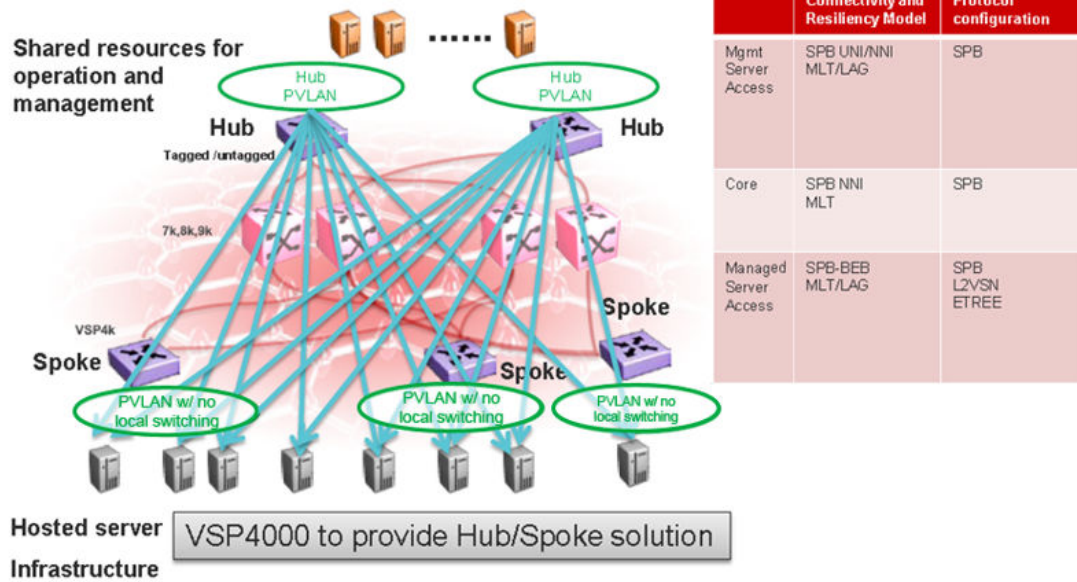 Shared resources for
operation and
management
Hub
PVLAN
Hub
PVLAN
Hub
Hub
Tagged /untagged
7k,8k,9k
VSP4k
Spoke
Spoke
Spoke
PVLAN w/ no
local switching
PVLAN w/ no
local switching
PVLAN w/ no
local switching
Hosted server
Infrastructure
VSP4000 to provide Hub/Spoke solution
Connectivity and
Resiliency Model
Protocol
configuration
Mgmt
Server
Access
SPB UNI/NNI
MLT/LAG
SPB
Core
SPB NNI
MLT
SPB
Managed
Server
Access
SPB-BEB
MLT/LAG
SPB
L2VSN
ETREE